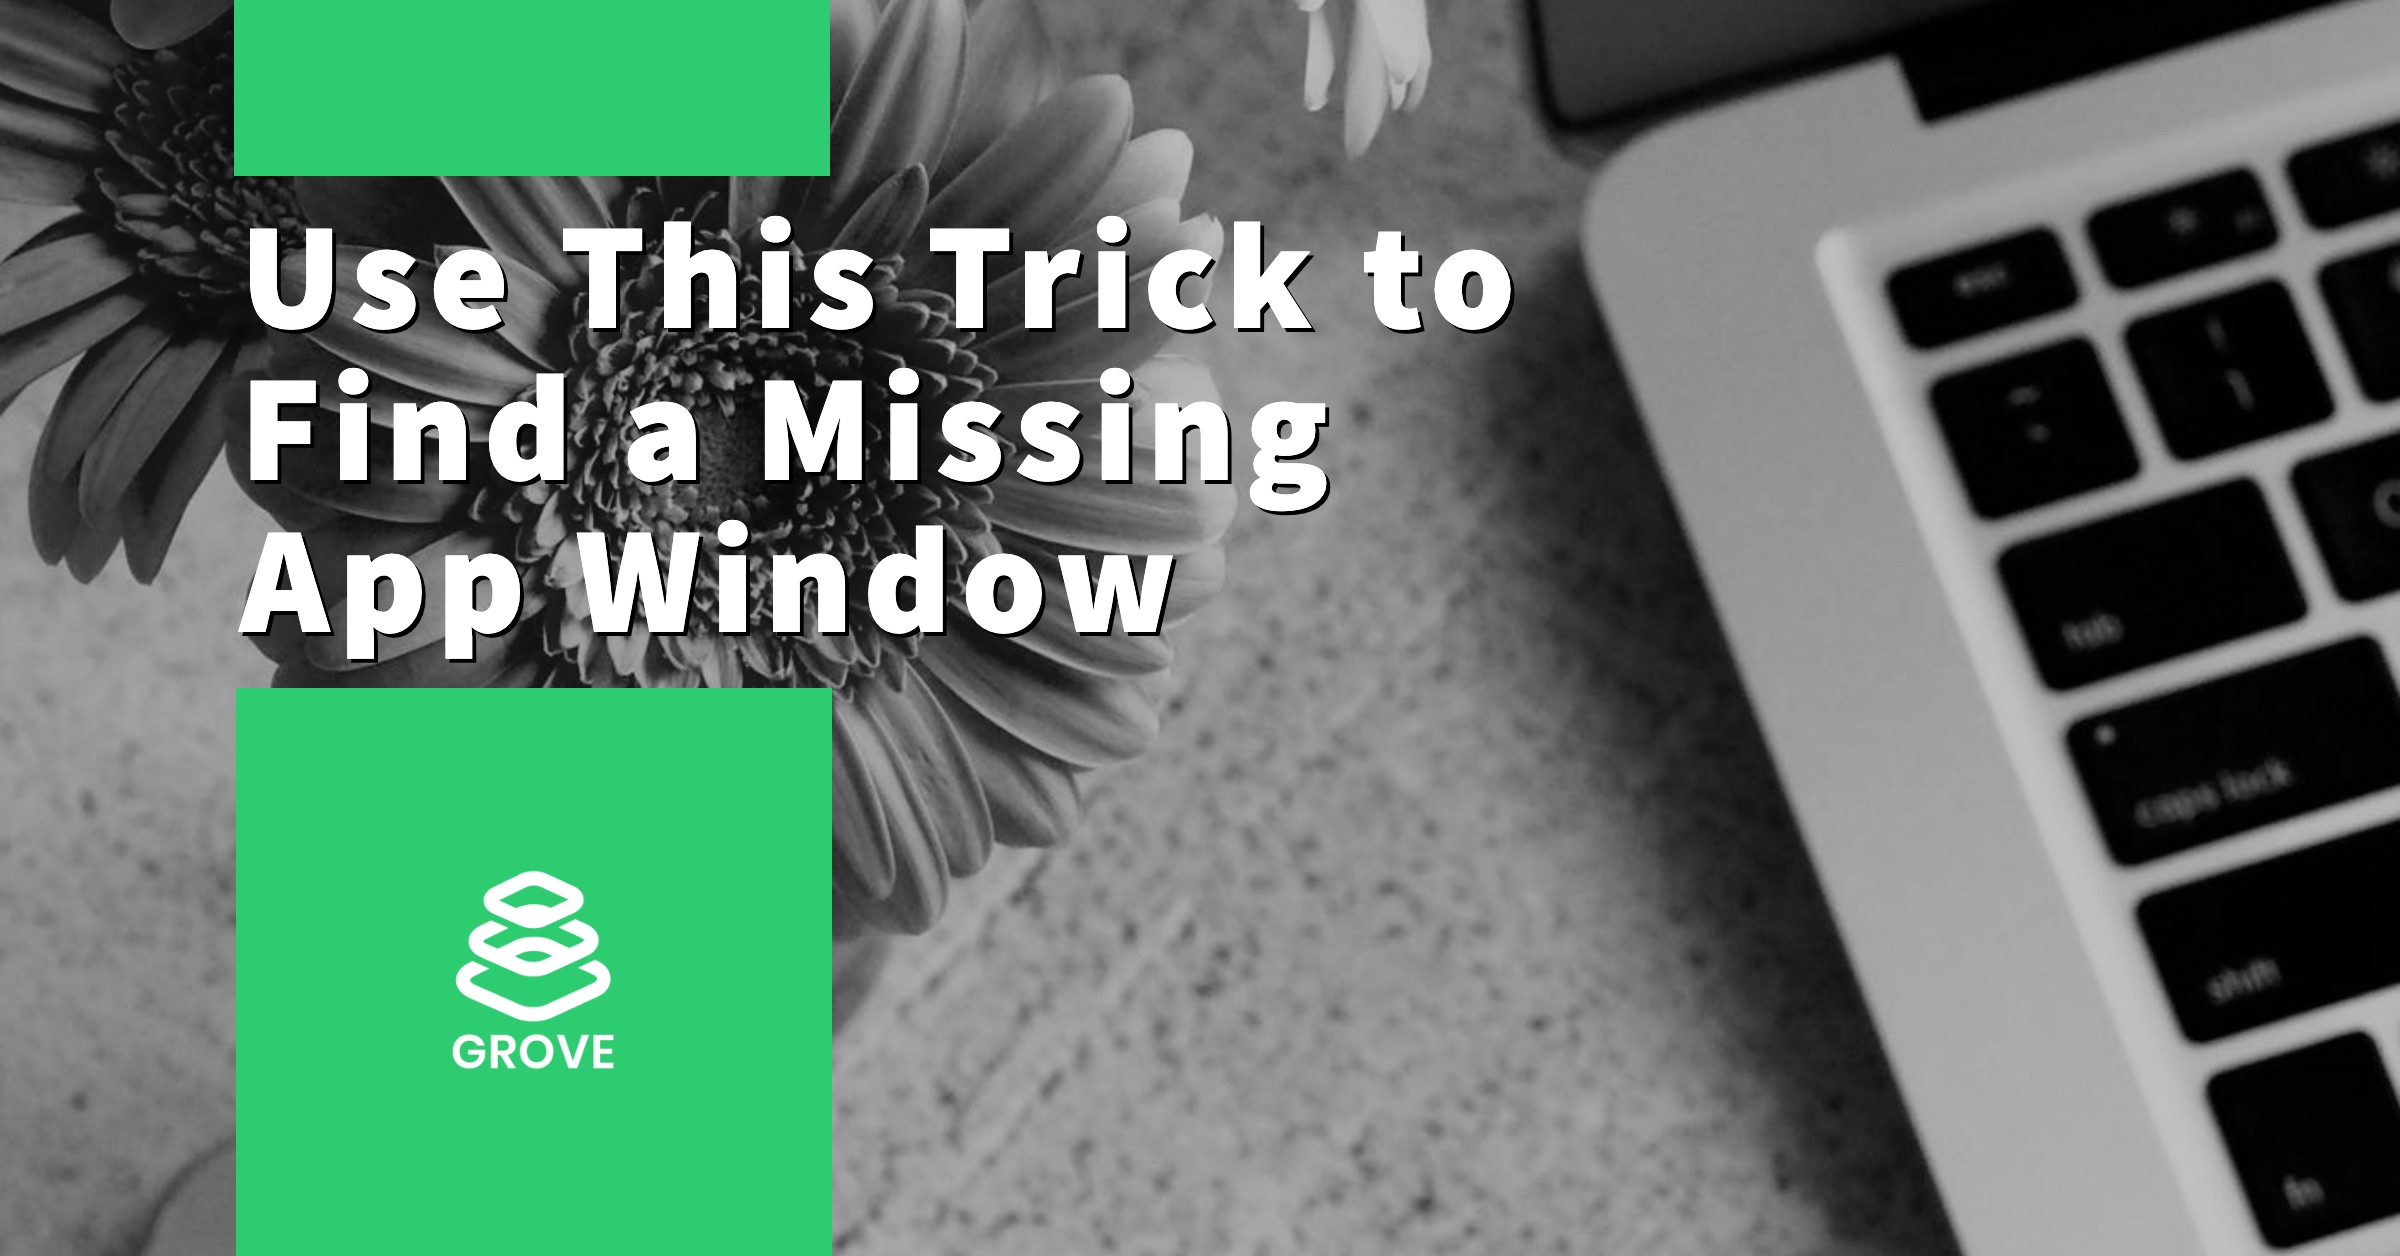 Use This Trick to
Find a Missing
App Window
GROVE
esc
tab
caps lock
shift
fn